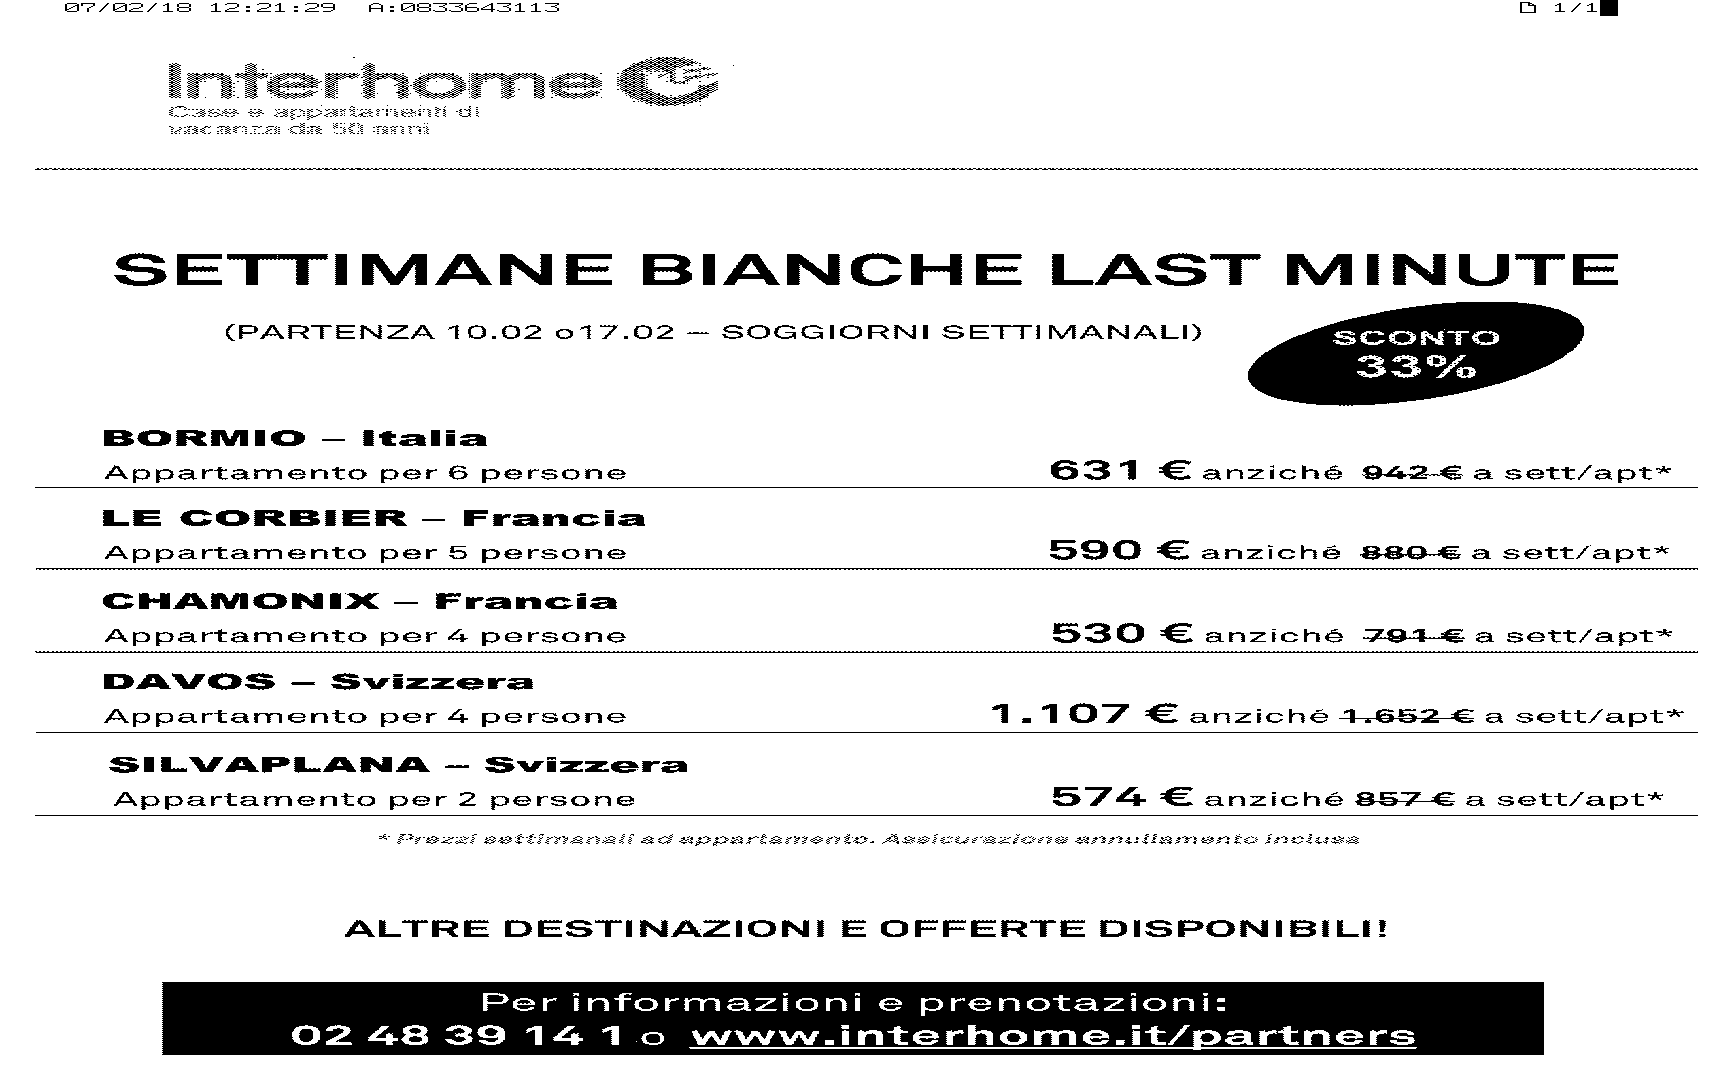 07/02/18 12:21:29 A:0833643113 1/1
Interhome
Case e appartamenti di
vacanza da 50 anni
SETTIMANE BIANCHE LAST MINUTE
(PARTENZA 10.02 o17.02 – SOGGIORNI SETTIMANALI)
SCONTO
33%
BORMIO – Italia
Appartamento per 6 persone 631 € anziché 942 € a sett/apt*
LE CORBIER – Francia
Appartamento per 5 persone 590 € anziché 880 € a sett/apt*
CHAMONIX – Francia
Appartamento per 4 persone 530 € anziché 791 € a sett/apt*
DAVOS – Svizzera
Appartamento per 4 persone 1.107 € anziché 1.652 € a sett/apt*
SILVAPLANA – Svizzera
Appartamento per 2 persone 574 € anziché 857 € a sett/apt*
* Prezzi settimanali ad appartamento. Assicurazione annullamento inclusa
ALTRE DESTINAZIONI E OFFERTE DISPONIBILI!
Per informazioni e prenotazioni:
02 48 39 14 1 o www.interhome.it/partners